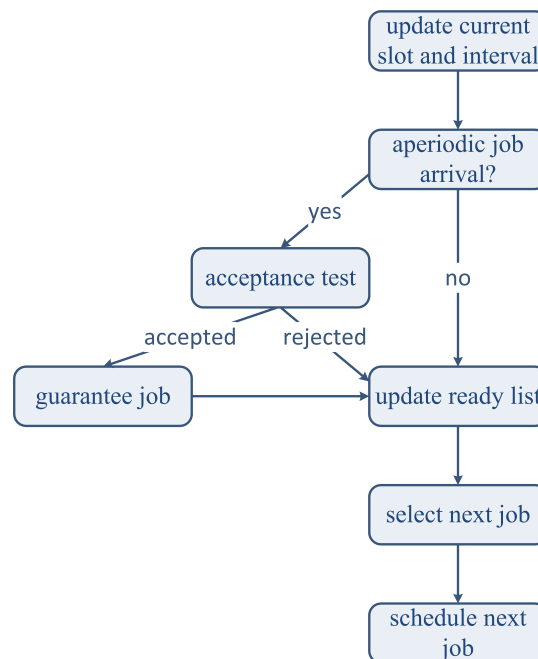 update current
slot and interval
aperiodic job
arrival?
yes
acceptance test
no
accepted
rejected
guarantee job
update ready list
select next job
schedule next
job